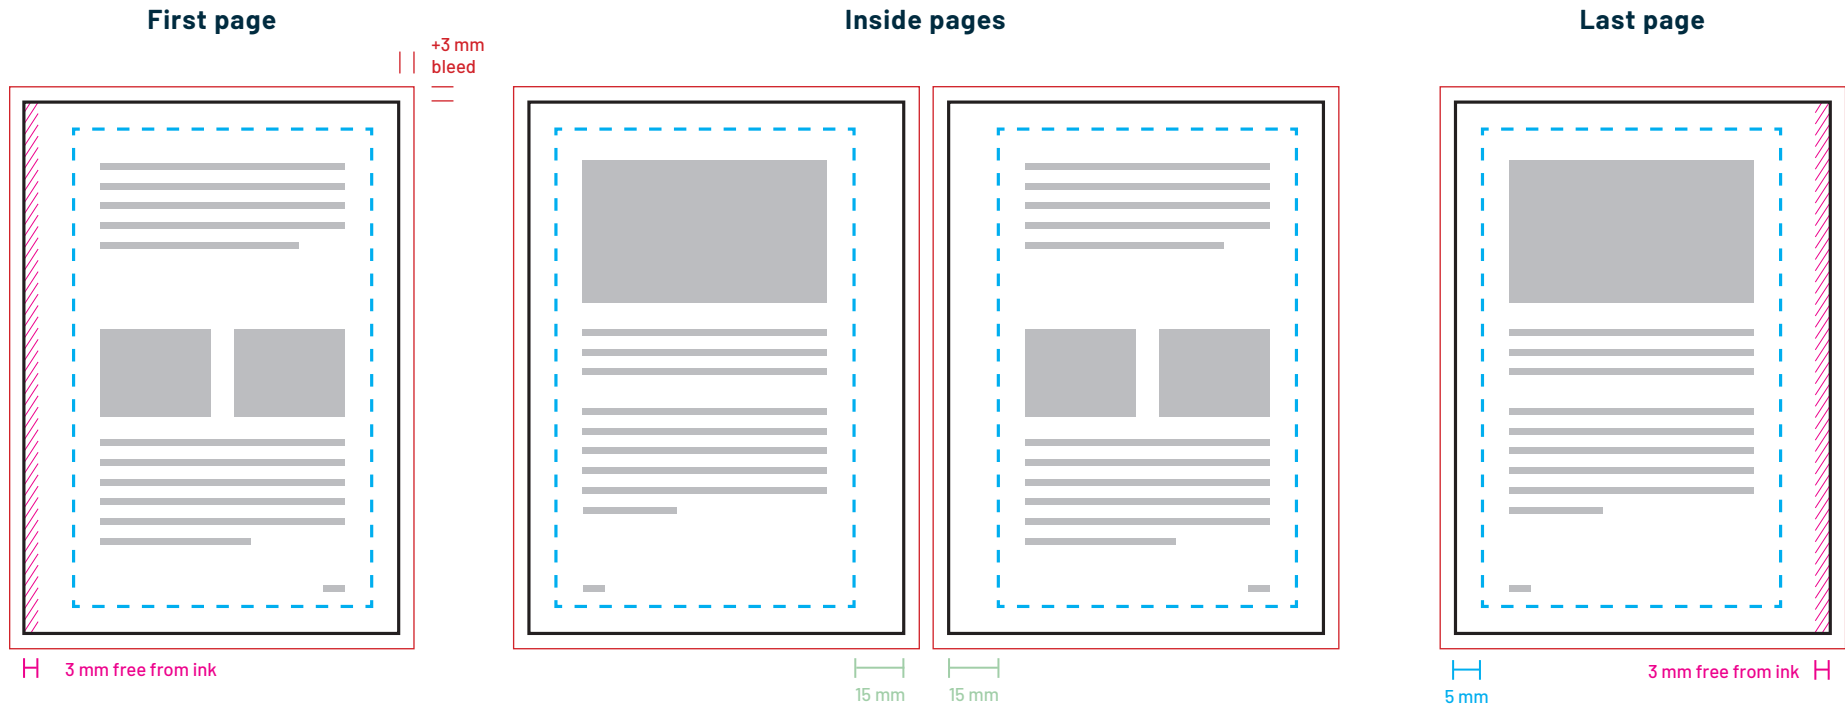 First page
Inside pages
Last page
+3 mm
bleed
3 mm free from ink
15 mm
15 mm
3 mm free from ink
5 mm